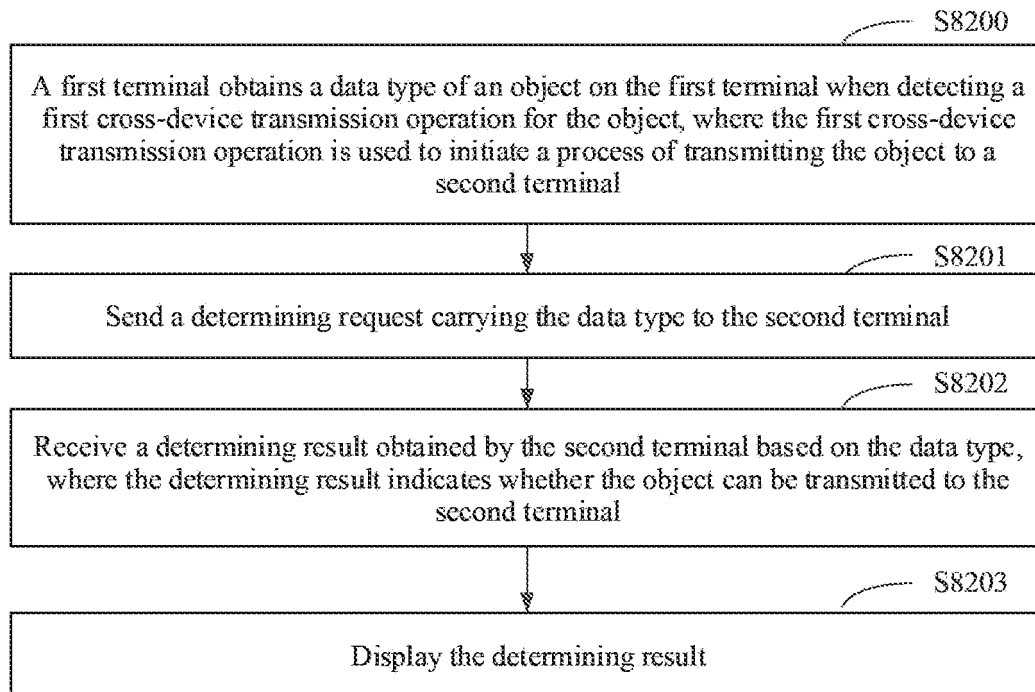 S8200
A first terminal obtains a data type of an object on the first terminal when detecting a
first cross-device transmission operation for the object, where the first cross-device
transmission operation is used to initiate a process of transmitting the object to a
second terminal
S8201
Send a determining request carrying the data type to the second terminal
S8202
Receive a determining result obtained by the second terminal based on the data type,
where the determining result indicates whether the object can be transmitted to the
second terminal
S8203
Display the determining result